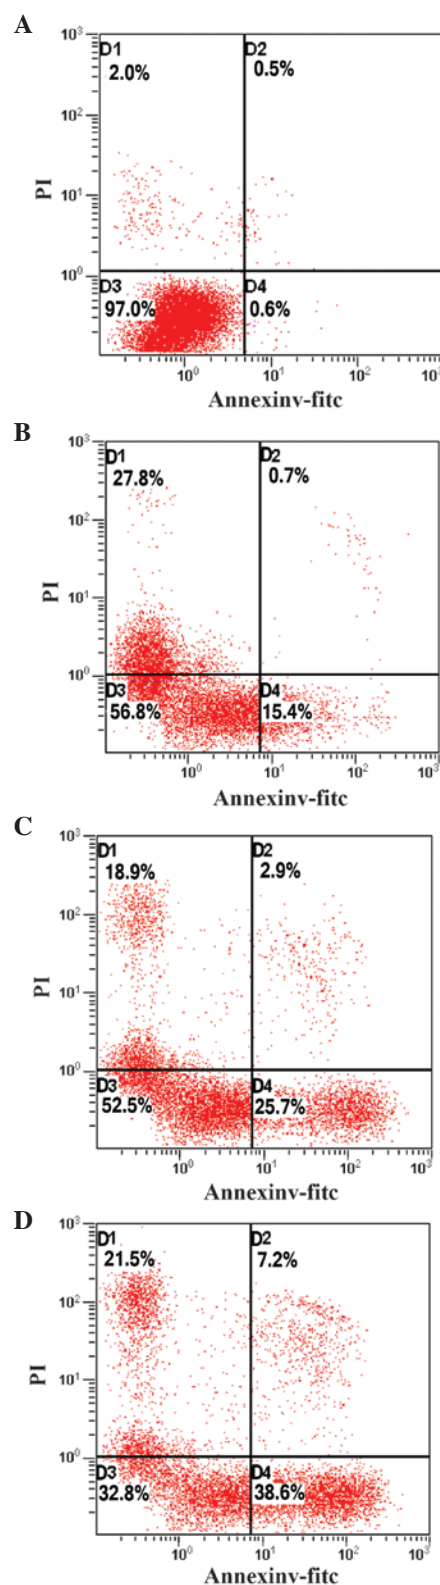 A
10³
D1
D2
2.0%
0.5%
10²
PI
10¹
10⁰
D3
D4
97.0%
0.6%
10⁰ 10¹ 10² 10³
Annexinv-fitc
B
10³
D1
D2
27.8%
0.7%
10²
PI
10¹
10⁰
D3
D4
56.8%
15.4%
10⁰ 10¹ 10² 10³
Annexinv-fitc
C
10³
D1
D2
18.9%
2.9%
10²
PI
10¹
10⁰
D3
D4
52.5%
25.7%
10⁰ 10¹ 10² 10³
Annexinv-fitc
D
10³
D1
D2
21.5%
7.2%
10²
PI
10¹
10⁰
D3
D4
32.8%
38.6%
10⁰ 10¹ 10² 10³
Annexinv-fitc